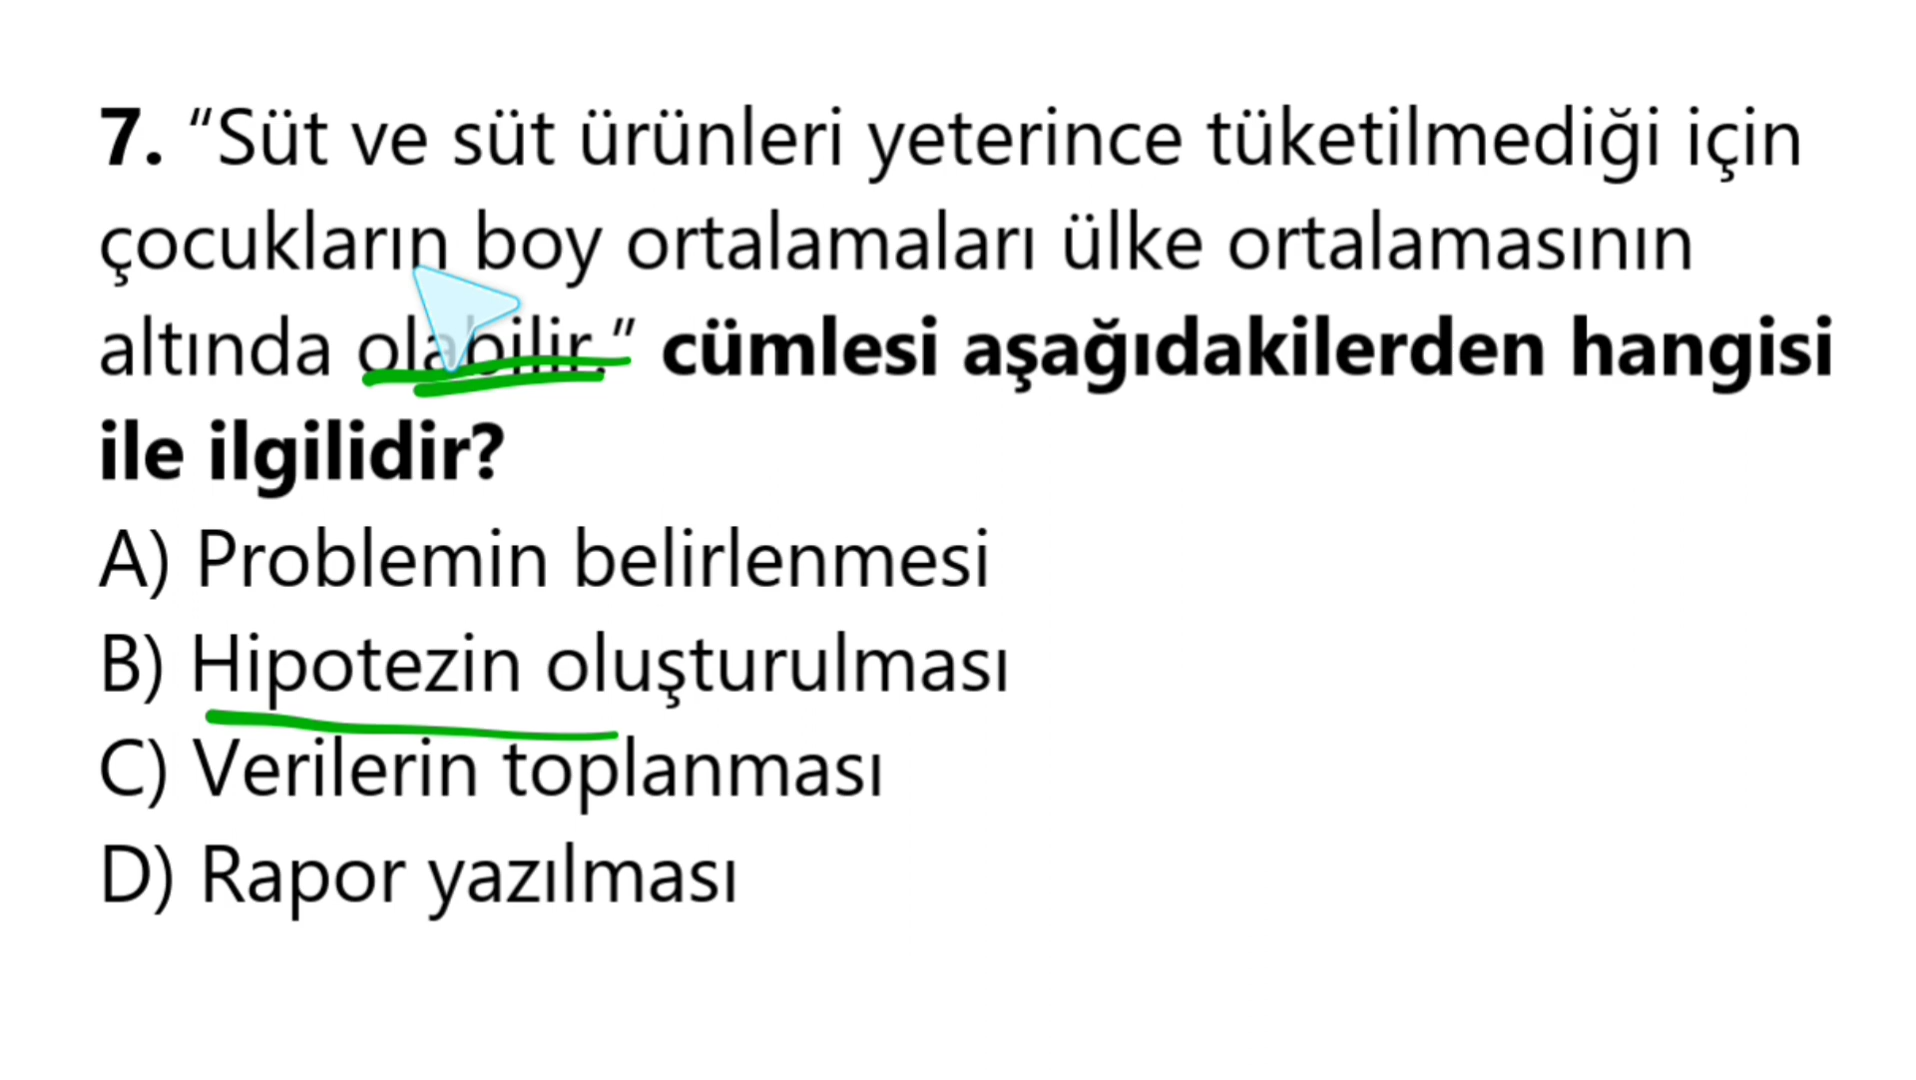 7. “Süt ve süt ürünleri yeterince tüketilmediği için
çocukların boy ortalamaları ülke ortalamasının
altında olabilir.” cümlesi aşağıdakilerden hangisi
ile ilgilidir?
A) Problemin belirlenmesi
B) Hipotezin oluşturulması
C) Verilerin toplanması
D) Rapor yazılması